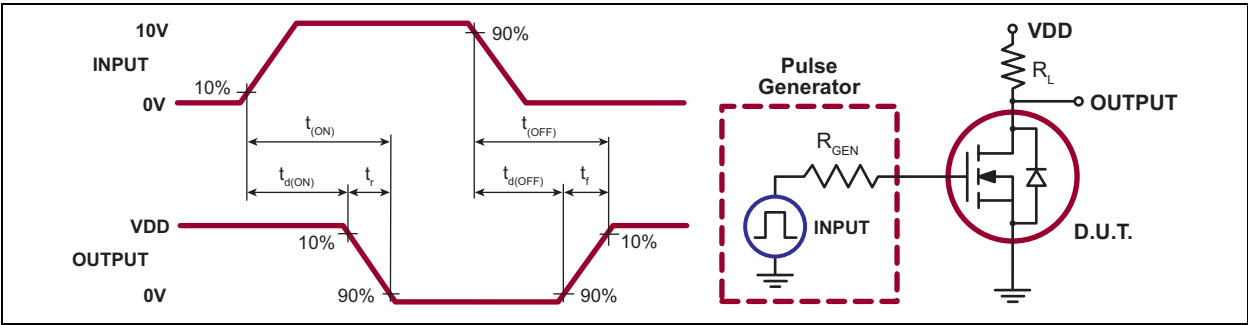 10V
INPUT
0V
10%
90%
t(ON)
t(OFF)
td(ON)
tr
td(OFF)
tf
VDD
OUTPUT
0V
10%
90%
90%
10%
Pulse
Generator
RGEN
INPUT
VDD
RL
OUTPUT
D.U.T.